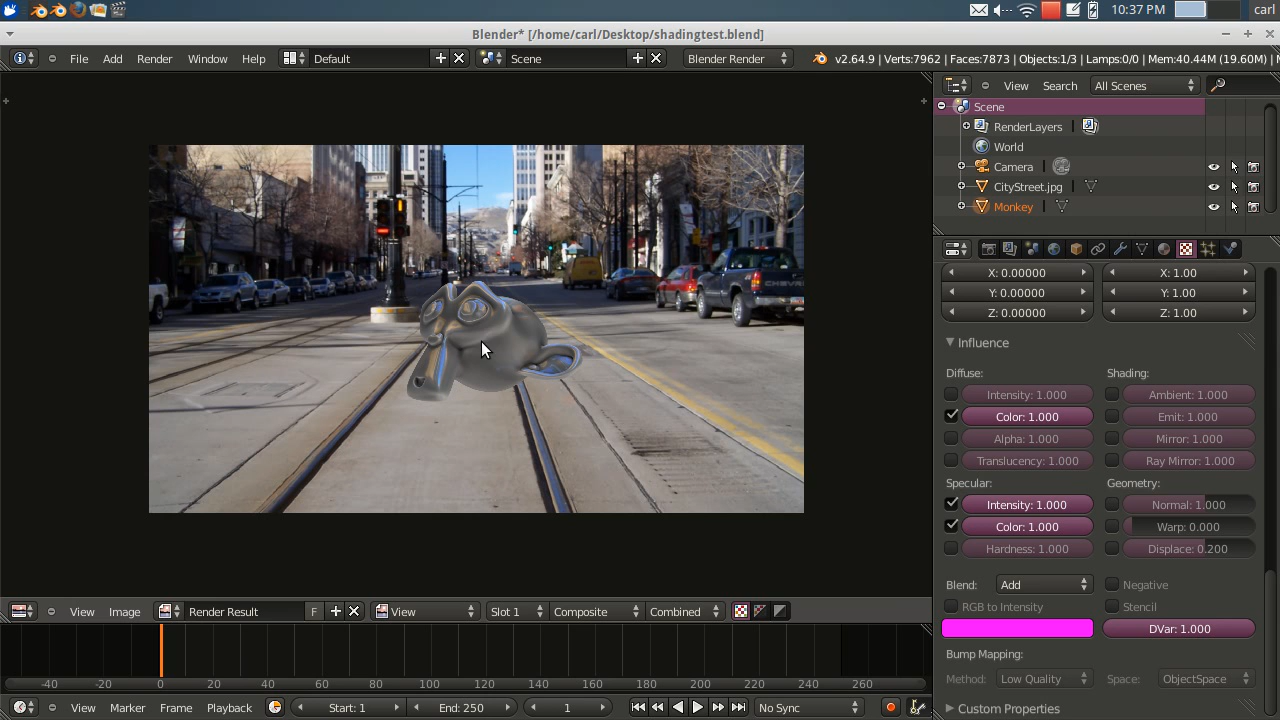 10:37 PM carl
Blender* [/home/carl/Desktop/shadingtest.blend]
File Add Render Window Help Default Scene Blender Render v2.64.9 | Verts:7962 | Faces:7873 | Objects:1/3 | Lamps:0/0 | Mem:40.44M (19.60M) | M
View Search All Scenes
Scene
RenderLayers
World
Camera
CityStreet.jpg
Monkey
X: 0.00000 X: 1.00
Y: 0.00000 Y: 1.00
Z: 0.00000 Z: 1.00
Influence
Diffuse: Shading:
Intensity: 1.000 Ambient: 1.000
Color: 1.000 Emit: 1.000
Alpha: 1.000 Mirror: 1.000
Translucency: 1.000 Ray Mirror: 1.000
Specular: Geometry:
Intensity: 1.000 Normal: 1.000
Color: 1.000 Warp: 0.000
Hardness: 1.000 Displace: 0.200
Blend: Add Negative
RGB to Intensity Stencil
DVar: 1.000
Bump Mapping:
Method: Low Quality Space: ObjectSpace
Custom Properties
CHEVROLET
View Image Render Result F View Slot 1 Composite Combined
-40 -20 0 20 40 60 80 100 120 140 160 180 200 220 240 260
View Marker Frame Playback Start: 1 End: 250 1 No Sync